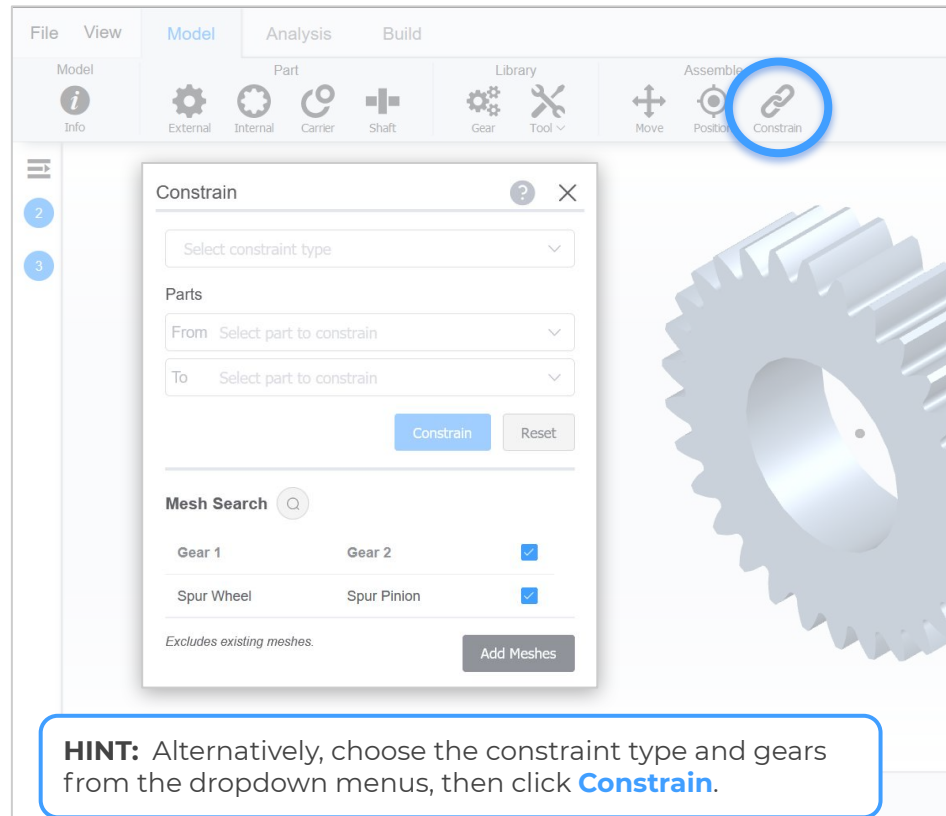 File View Model Analysis Build
Model Part Library Assemble
Info External Internal Carrier Shaft Gear Tool Move Position Constrain
2
3
Constrain ?
Select constraint type
Parts
From Select part to constrain
To Select part to constrain
Constrain Reset
Mesh Search
Gear 1 Gear 2
Spur Wheel Spur Pinion
Excludes existing meshes.
Add Meshes
HINT: Alternatively, choose the constraint type and gears
from the dropdown menus, then click Constrain.